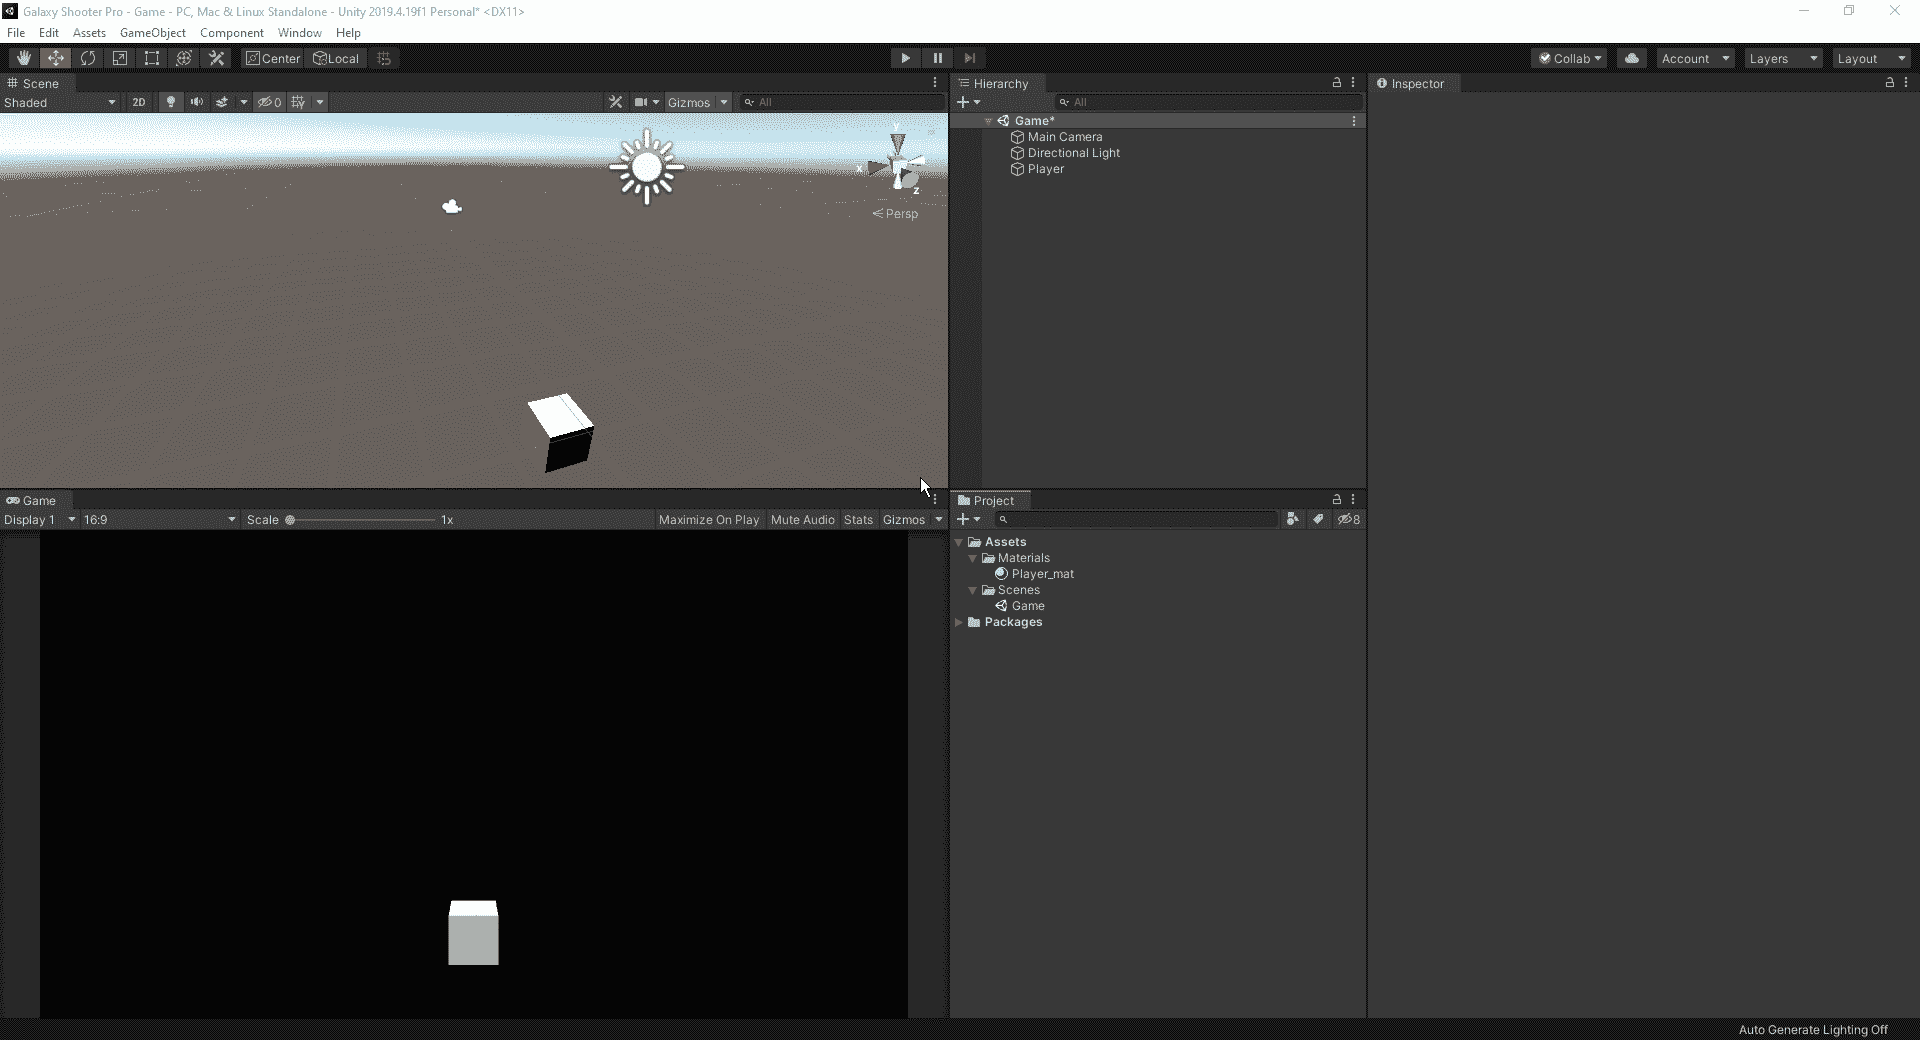 Galaxy Shooter Pro - Game - PC, Mac & Linux Standalone - Unity 2019.4.19f1 Personal* <DX11>
File Edit Assets GameObject Component Window Help
Center Local Collab Account Layers Layout
Scene
Shaded 2D 0 Gizmos All
Y
X
Z
Persp
Hierarchy
All
Game*
Main Camera
Directional Light
Player
Inspector
Game
Display 1 16:9 Scale 1x Maximize On Play Mute Audio Stats Gizmos
Project
8
Assets
Materials
Player_mat
Scenes
Game
Packages
Auto Generate Lighting Off